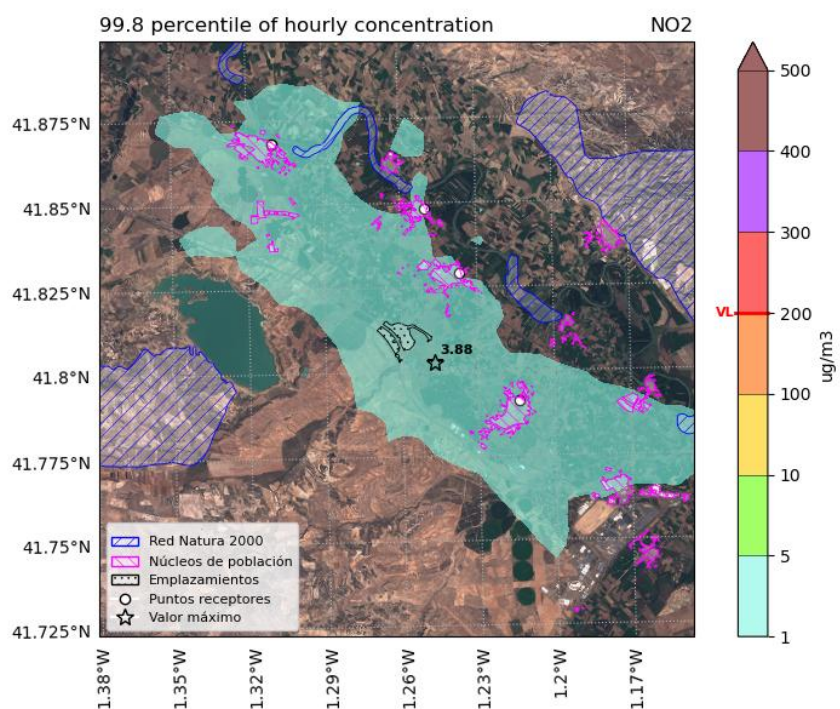 99.8 percentile of hourly concentration NO2
41.875°N
41.85°N
41.825°N
41.8°N
41.775°N
41.75°N
41.725°N
3.88
Red Natura 2000
Núcleos de población
Emplazamientos
Puntos receptores
Valor máximo
1.38°W
1.35°W
1.32°W
1.29°W
1.26°W
1.23°W
1.2°W
1.17°W
500
400
300
VL 200
100
10
5
1
ug/m3